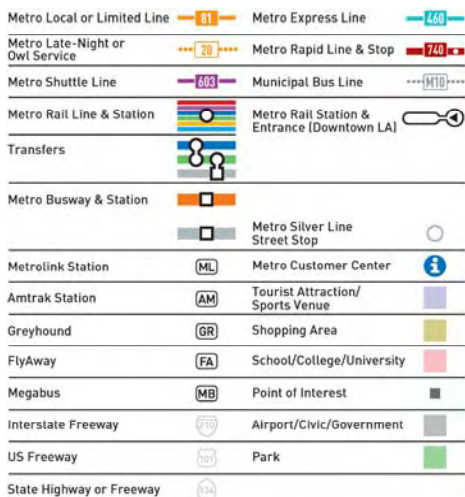 Metro Local or Limited Line 81 Metro Express Line 460
Metro Late-Night or
Owl Service 20 Metro Rapid Line & Stop 740
Metro Shuttle Line 603 Municipal Bus Line M10
Metro Rail Line & Station Metro Rail Station &
Entrance (Downtown LA)
Transfers
Metro Busway & Station
Metro Silver Line
Street Stop
Metrolink Station ML Metro Customer Center i
Amtrak Station AM Tourist Attraction/
Sports Venue
Greyhound GR Shopping Area
FlyAway FA School/College/University
Megabus MB Point of Interest
Interstate Freeway 210 Airport/Civic/Government
US Freeway 101 Park
State Highway or Freeway 134